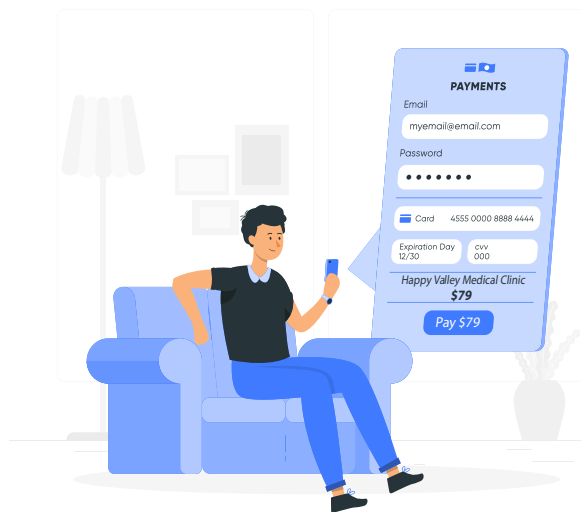 PAYMENTS
Email
myemail@email.com
Password
Card 4555 0000 8888 4444
Expiration Day
12/30
cvv
000
Happy Valley Medical Clinic
$79
Pay $79